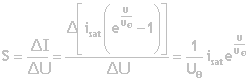 S = ΔI/ΔU = Δ[i_sat(e^(U/U_Θ) − 1)]/ΔU = 1/U_Θ i_sat e^(U/U_Θ)